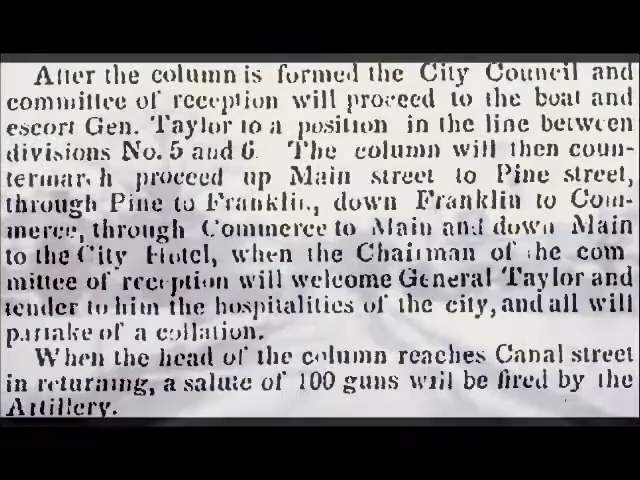 After the column is formed the City Council and
committee of reception will proceed to the boat and
escort Gen. Taylor to a position in the line between
divisions No. 5 and 6. The column will then coun-
termarch proceed up Main street to Pine street,
through Pine to Franklin, down Franklin to Com-
merce, through Commerce to Main and down Main
to the City Hotel, when the Chairman of the com
mittee of reception will welcome General Taylor and
tender to him the hospitalities of the city, and all will
partake of a collation.
When the head of the column reaches Canal street
in returning, a salute of 100 guns will be fired by the
Artillery.